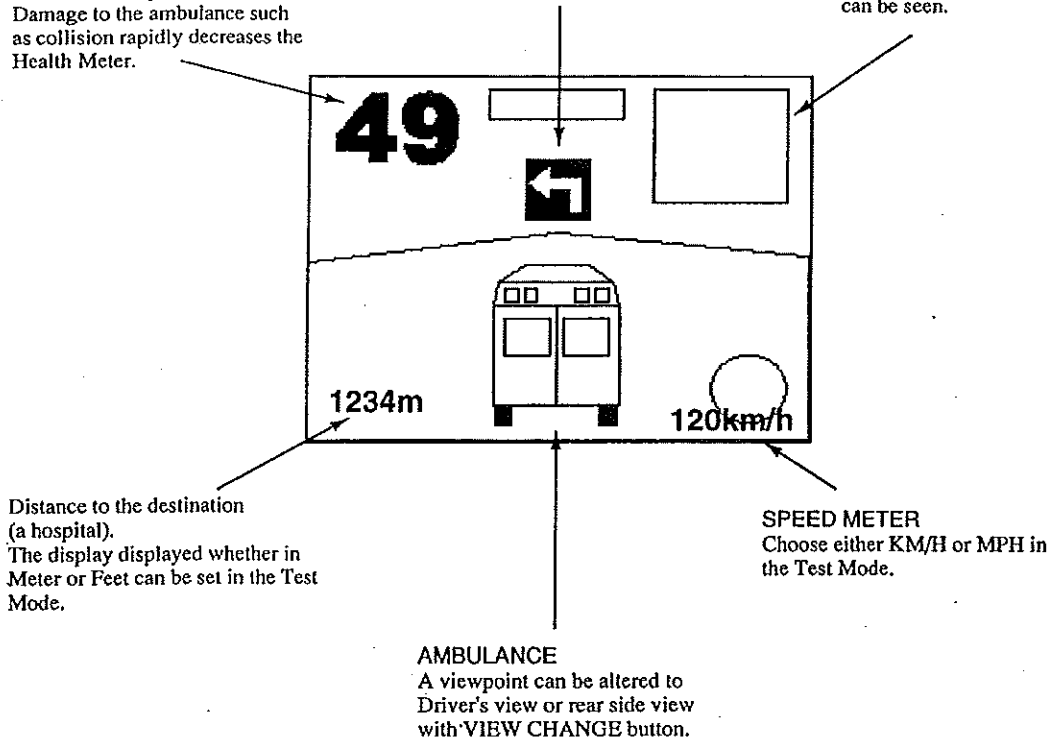 Damage to the ambulance such
as collision rapidly decreases the
Health Meter.
can be seen.
49
1234m
120km/h
Distance to the destination
(a hospital).
The display displayed whether in
Meter or Feet can be set in the Test
Mode.
SPEED METER
Choose either KM/H or MPH in
the Test Mode.
AMBULANCE
A viewpoint can be altered to
Driver's view or rear side view
with VIEW CHANGE button.